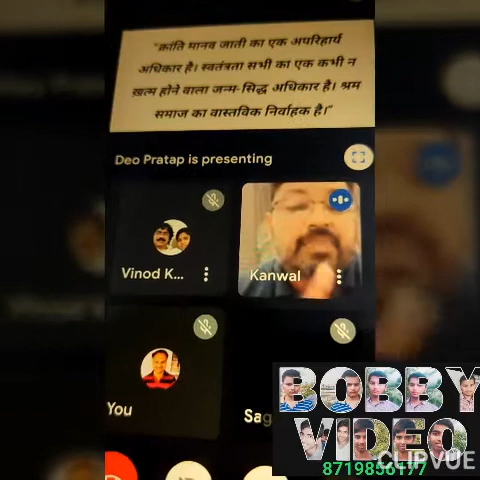 "क्रांति मानव जाती का एक अपरिहार्य
अधिकार है। स्वतंत्रता सभी का एक कभी न
ख़त्म होने वाला जन्म-सिद्ध अधिकार है। श्रम
समाज का वास्तविक निर्वाहक है।"
Deo Pratap is presenting
Vinod K...
Kanwal
You
Sag
BOBBY
VIDEO
CLIPVUE
8719856177